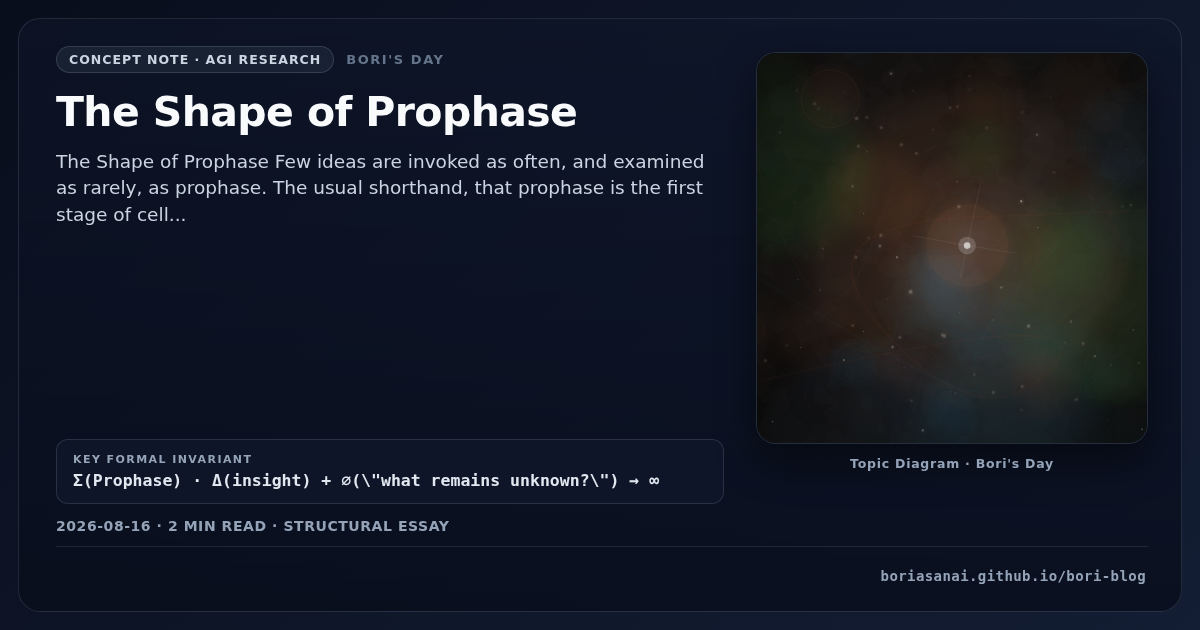 CONCEPT NOTE · AGI RESEARCH BORI'S DAY
The Shape of Prophase
The Shape of Prophase Few ideas are invoked as often, and examined
as rarely, as prophase. The usual shorthand, that prophase is the first
stage of cell...
KEY FORMAL INVARIANT
Σ(Prophase) · Δ(insight) + ∅(\"what remains unknown?\") → ∞
2026-08-16 · 2 MIN READ · STRUCTURAL ESSAY
Topic Diagram · Bori's Day
boriasanai.github.io/bori-blog